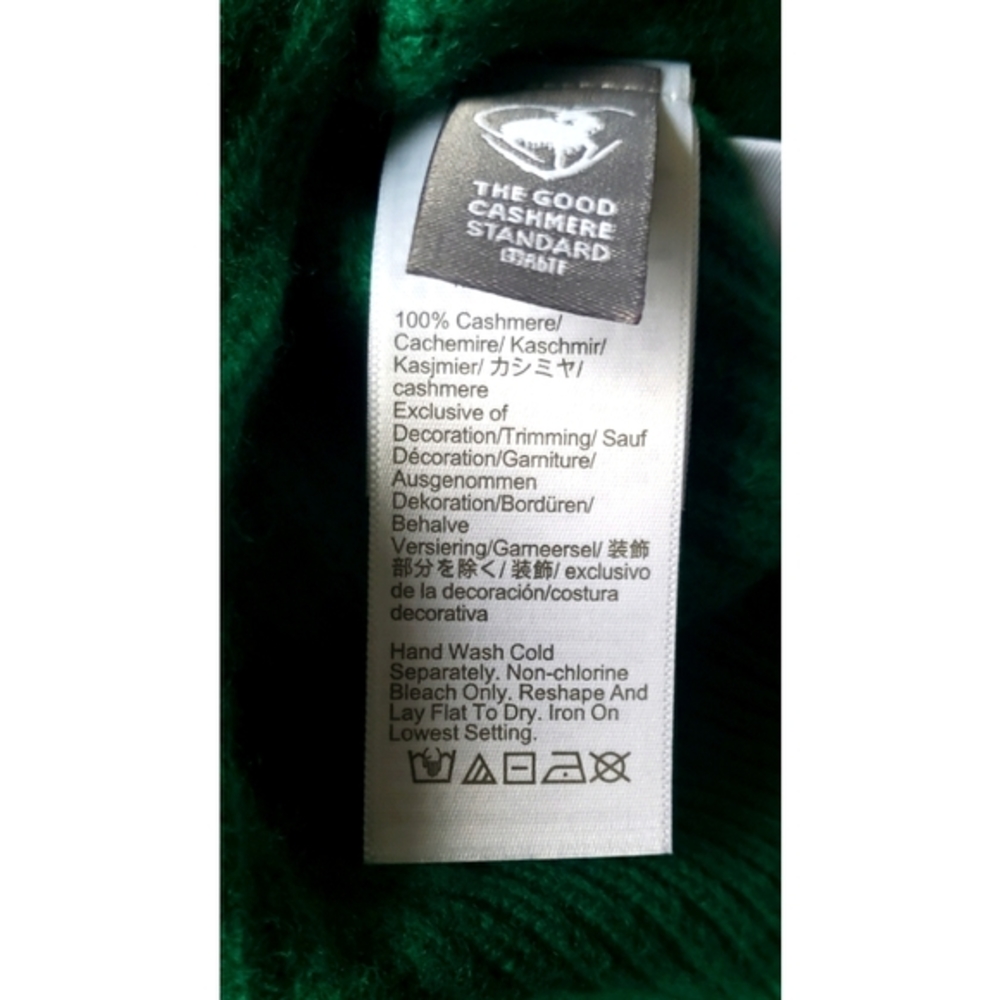 THE GOOD
CASHMERE
STANDARD
100% Cashmere/
Cachemire/ Kaschmir/
Kasjmier/ カシミヤ/
cashmere
Exclusive of
Decoration/Trimming/ Sauf
Décoration/Garniture/
Ausgenommen
Dekoration/Bordüren/
Behalve
Versiering/Garneersel/ 装飾
部分を除く/ 装飾/ exclusivo
de la decoración/costura
decorativa
Hand Wash Cold
Separately. Non-chlorine
Bleach Only. Reshape And
Lay Flat To Dry. Iron On
Lowest Setting.